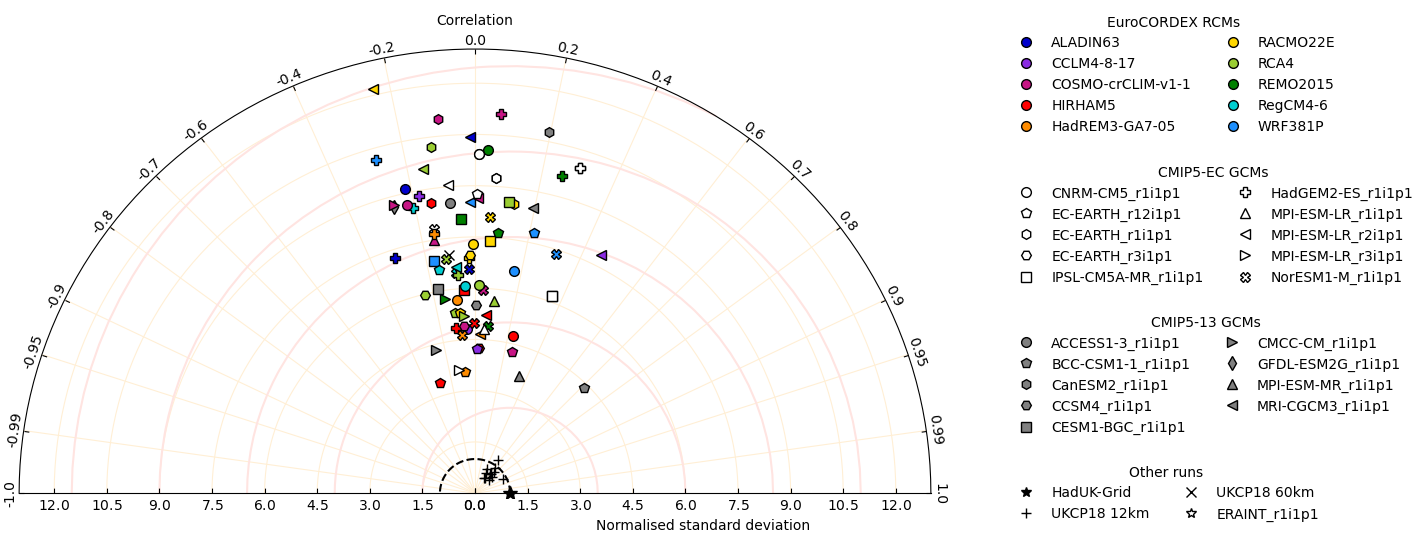 Correlation
-1.0
-0.99
-0.95
-0.9
-0.8
-0.7
-0.6
-0.4
-0.2
0.0
0.2
0.4
0.6
0.7
0.8
0.9
0.95
0.99
1.0
12.0 10.5 9.0 7.5 6.0 4.5 3.0 1.5 0.0 1.5 3.0 4.5 6.0 7.5 9.0 10.5 12.0
Normalised standard deviation
EuroCORDEX RCMs
ALADIN63 RACMO22E
CCLM4-8-17 RCA4
COSMO-crCLIM-v1-1 REMO2015
HIRHAM5 RegCM4-6
HadREM3-GA7-05 WRF381P
CMIP5-EC GCMs
CNRM-CM5_r1i1p1 HadGEM2-ES_r1i1p1
EC-EARTH_r12i1p1 MPI-ESM-LR_r1i1p1
EC-EARTH_r1i1p1 MPI-ESM-LR_r2i1p1
EC-EARTH_r3i1p1 MPI-ESM-LR_r3i1p1
IPSL-CM5A-MR_r1i1p1 NorESM1-M_r1i1p1
CMIP5-13 GCMs
ACCESS1-3_r1i1p1 CMCC-CM_r1i1p1
BCC-CSM1-1_r1i1p1 GFDL-ESM2G_r1i1p1
CanESM2_r1i1p1 MPI-ESM-MR_r1i1p1
CCSM4_r1i1p1 MRI-CGCM3_r1i1p1
CESM1-BGC_r1i1p1
Other runs
HadUK-Grid UKCP18 60km
UKCP18 12km ERAINT_r1i1p1